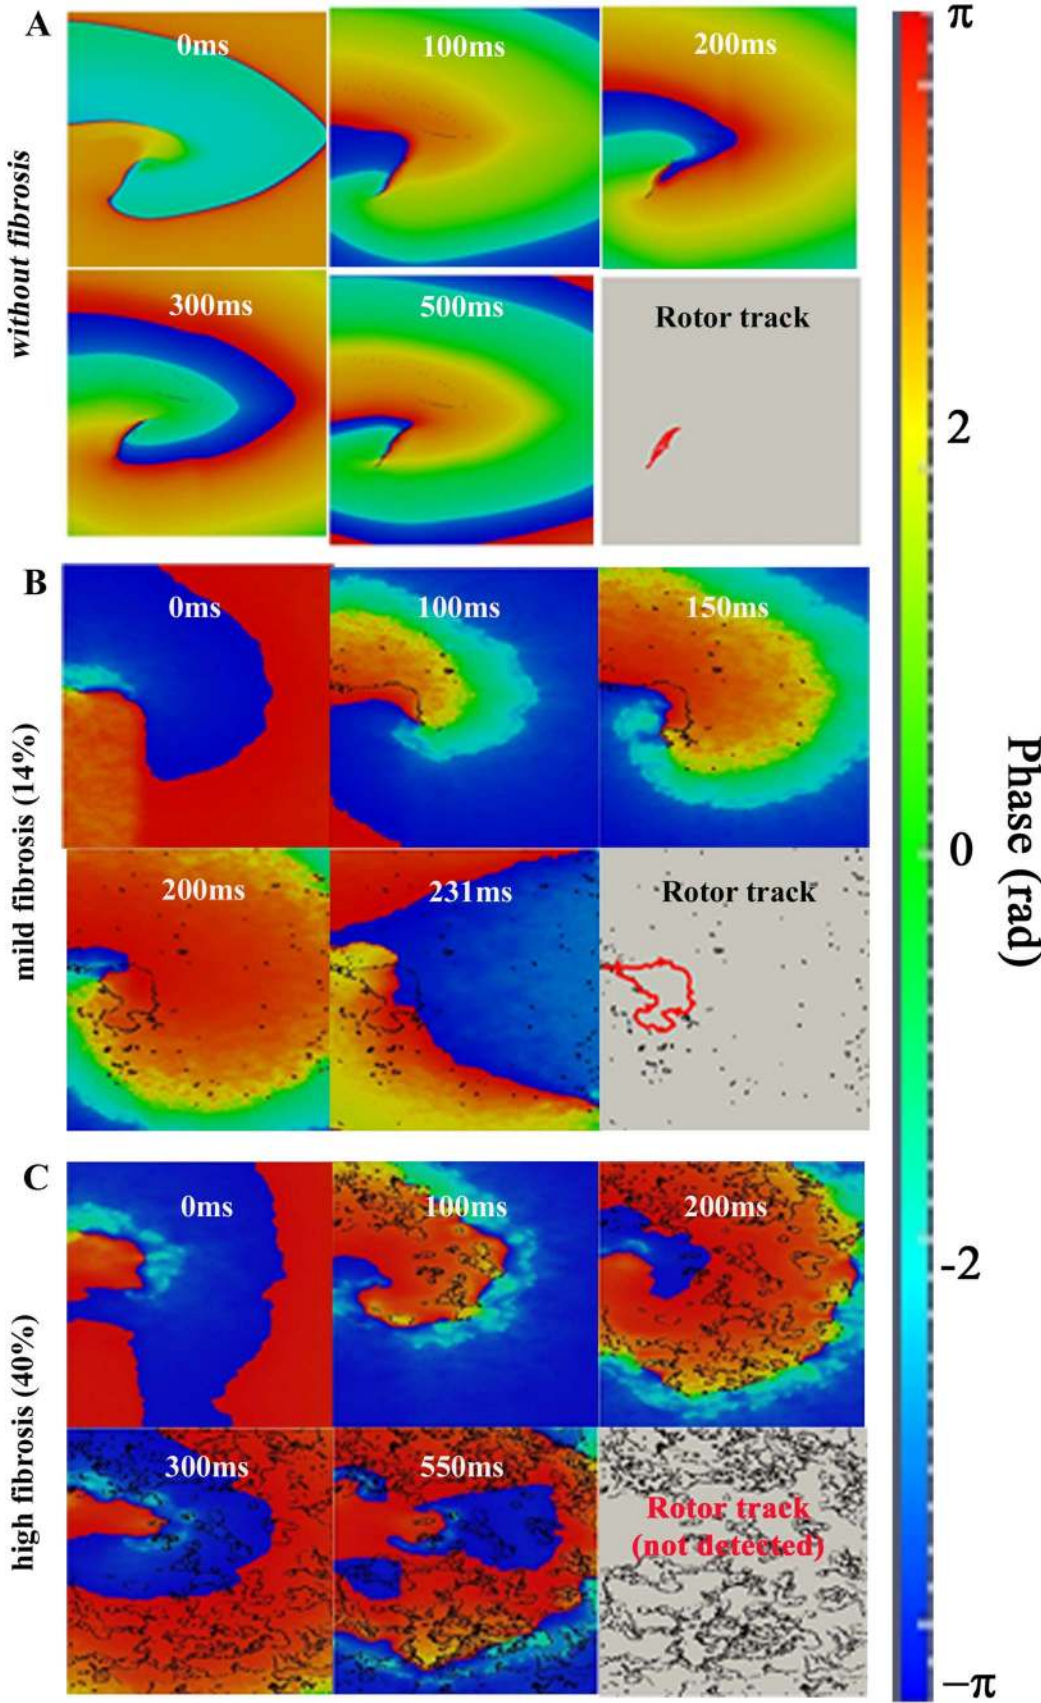 A
without fibrosis
0ms
100ms
200ms
300ms
500ms
Rotor track
B
mild fibrosis (14%)
0ms
100ms
150ms
200ms
231ms
Rotor track
C
high fibrosis (40%)
0ms
100ms
200ms
300ms
550ms
Rotor track
(not detected)
π
2
0
-2
−π
Phase (rad)